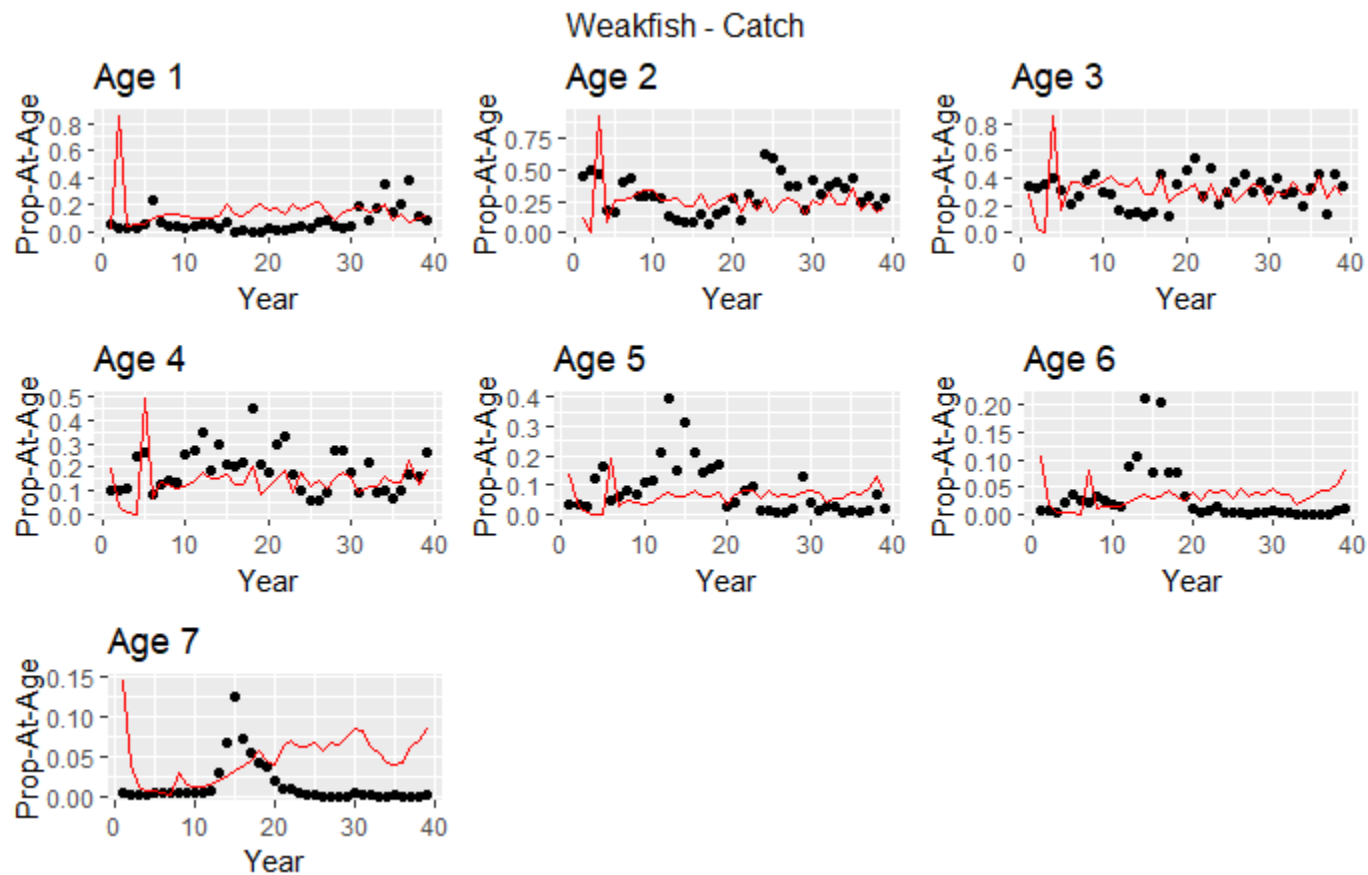 Weakfish - Catch
Age 1
Age 2
Age 3
Prop-At-Age
0.8
0.6
0.4
0.2
0.0
0 10 20 30 40
Year
Prop-At-Age
0.75
0.50
0.25
0.00
0 10 20 30 40
Year
Prop-At-Age
0.8
0.6
0.4
0.2
0.0
0 10 20 30 40
Year
Age 4
Age 5
Age 6
Prop-At-Age
0.5
0.4
0.3
0.2
0.1
0.0
0 10 20 30 40
Year
Prop-At-Age
0.4
0.3
0.2
0.1
0.0
0 10 20 30 40
Year
Prop-At-Age
0.20
0.15
0.10
0.05
0.00
0 10 20 30 40
Year
Age 7
Prop-At-Age
0.15
0.10
0.05
0.00
0 10 20 30 40
Year